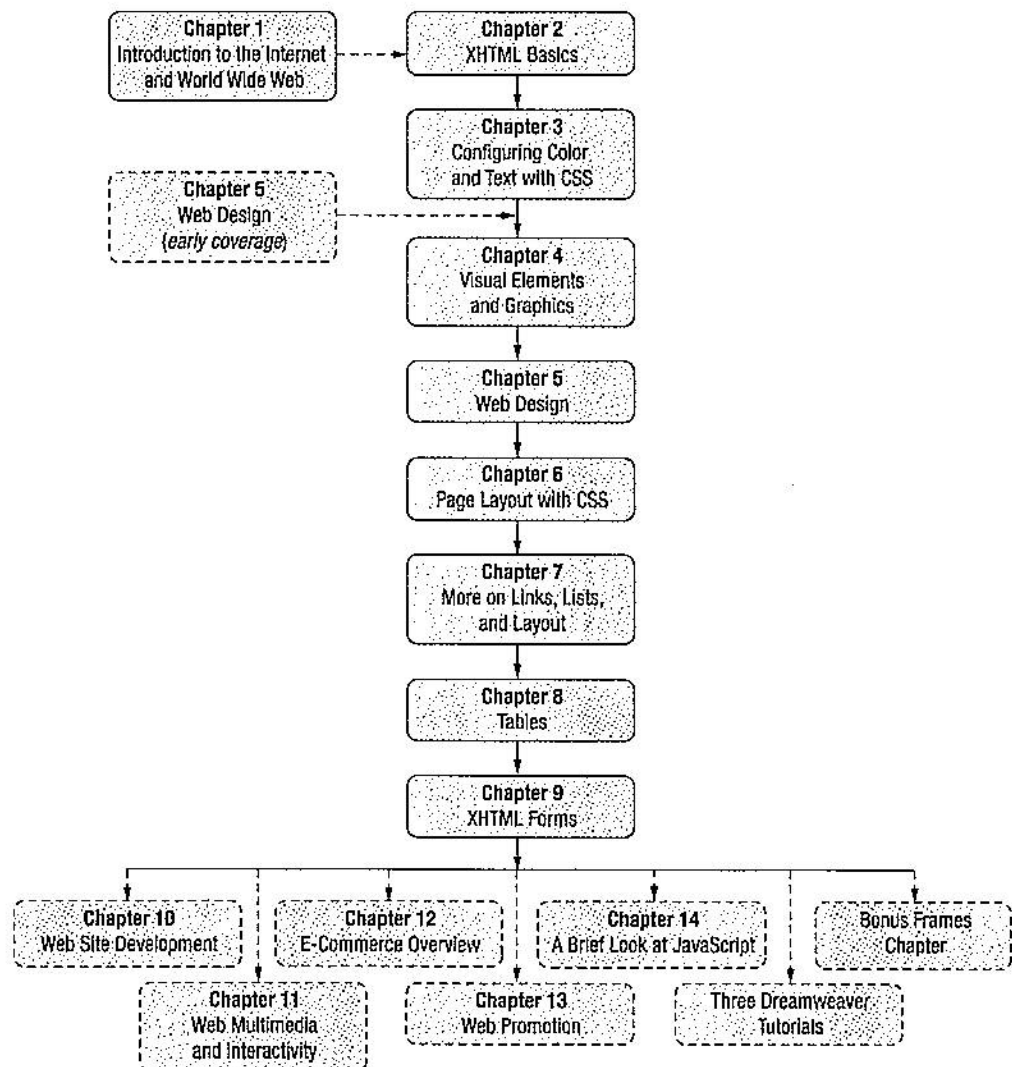 Chapter 1
Introduction to the Internet
and World Wide Web
Chapter 2
XHTML Basics
Chapter 3
Configuring Color
and Text with CSS
Chapter 5
Web Design
(early coverage)
Chapter 4
Visual Elements
and Graphics
Chapter 5
Web Design
Chapter 6
Page Layout with CSS
Chapter 7
More on Links, Lists,
and Layout
Chapter 8
Tables
Chapter 9
XHTML Forms
Chapter 10
Web Site Development
Chapter 12
E-Commerce Overview
Chapter 14
A Brief Look at JavaScript
Bonus Frames
Chapter
Chapter 11
Web Multimedia
and Interactivity
Chapter 13
Web Promotion
Three Dreamweaver
Tutorials